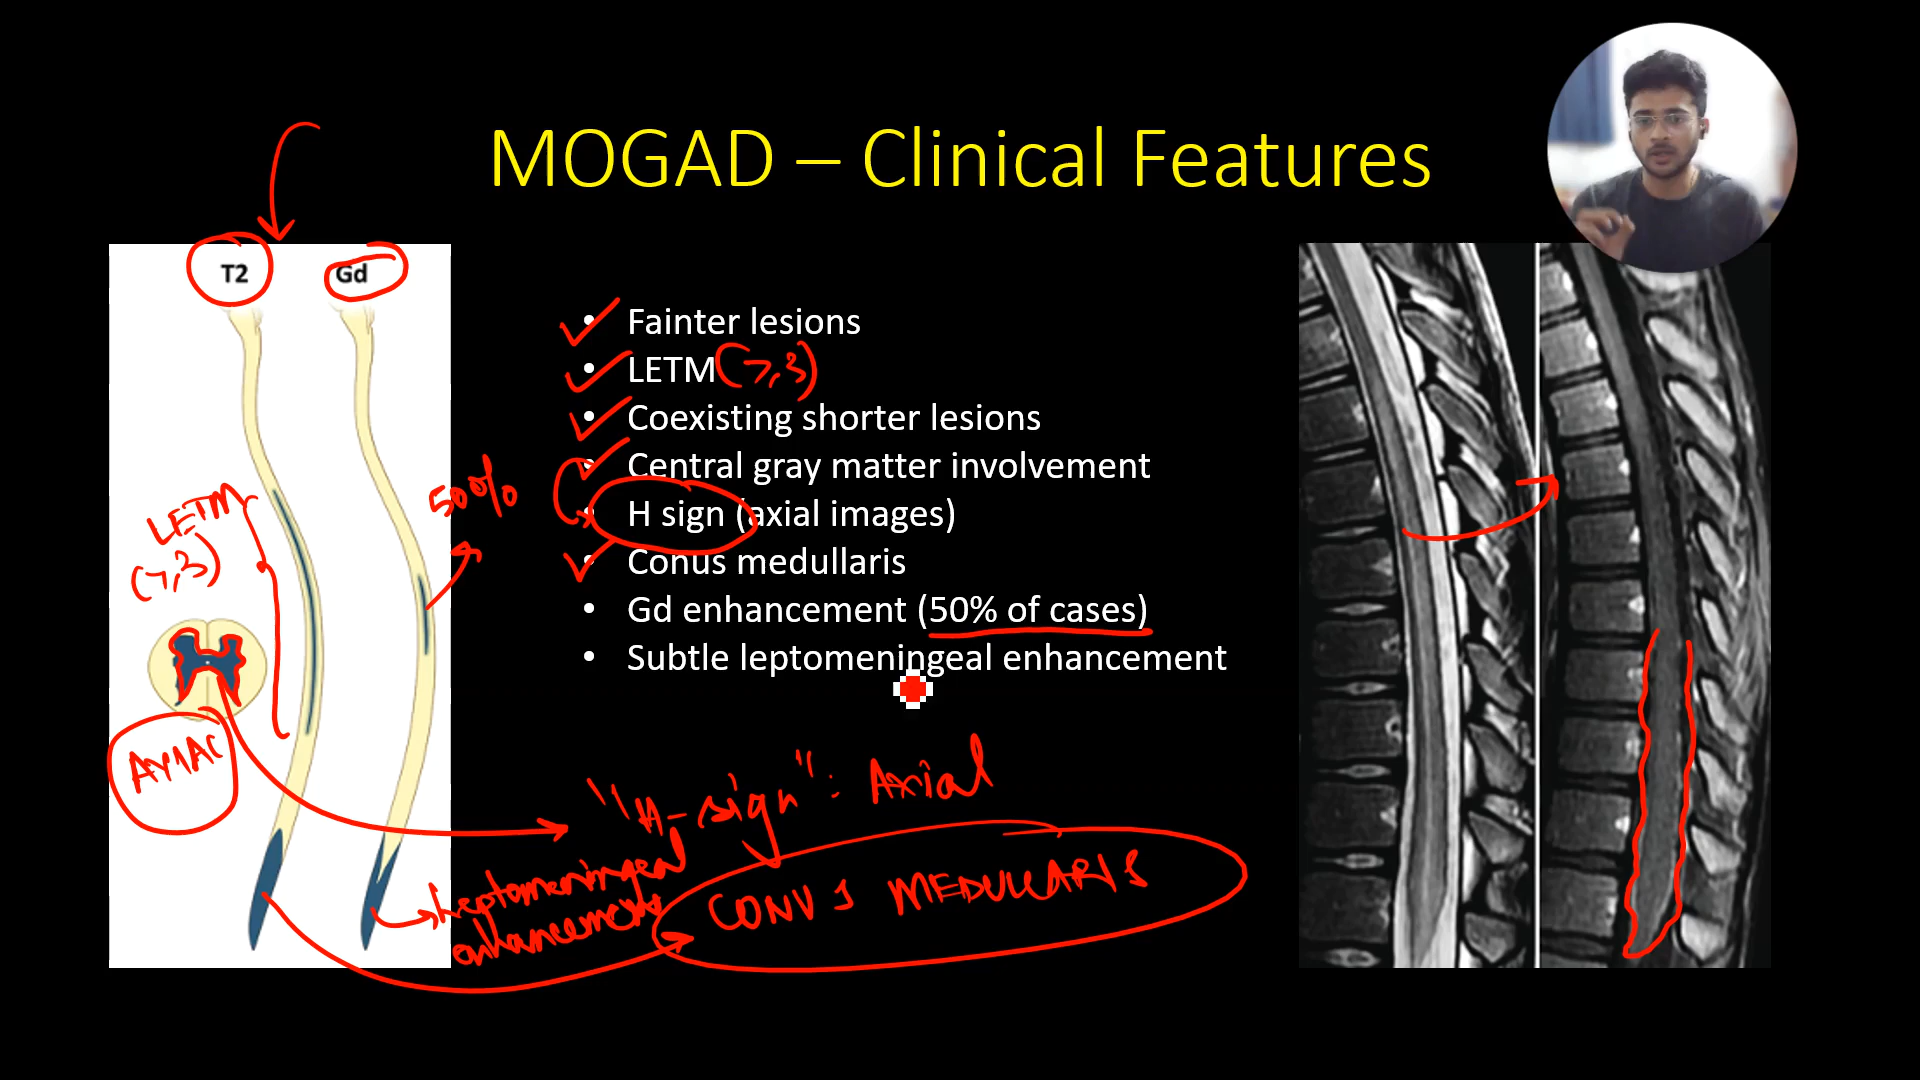 MOGAD – Clinical Features
T2
Gd
• Fainter lesions
• LETM (7,3)
• Coexisting shorter lesions
• Central gray matter involvement
• H sign (axial images)
• Conus medullaris
• Gd enhancement (50% of cases)
• Subtle leptomeningeal enhancement
50%
LETM
(7,3)
"H-sign": Axial
Leptomeningeal
enhancement
CONUS MEDULLARIS